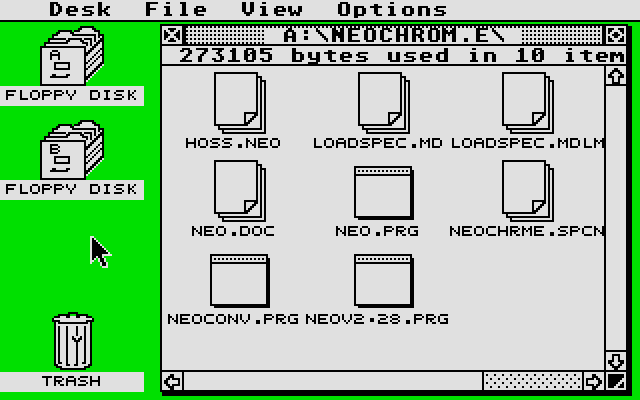 Desk File View Options
A:\NEOCHROM.E\
273105 bytes used in 10 item
A
FLOPPY DISK
B
FLOPPY DISK
TRASH
HOSS.NEO LOADSPEC.MD LOADSPEC.MDLM
NEO.DOC NEO.PRG NEOCHRME.SPCN
NEOCONV.PRG NEOV2-28.PRG